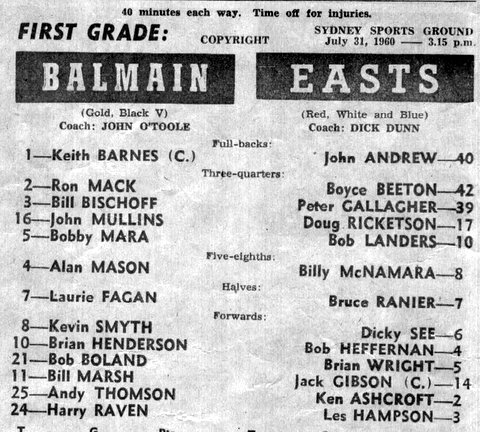 40 minutes each way. Time off for injuries.
FIRST GRADE:
COPYRIGHT
SYDNEY SPORTS GROUND
July 31, 1960 — 3.15 p.m.
BALMAIN
EASTS
(Gold, Black V)
Coach: JOHN O'TOOLE
(Red, White and Blue)
Coach: DICK DUNN
Full-backs:
1—Keith BARNES (C.)
John ANDREW—40
Three-quarters:
2—Ron MACK
Boyce BEETON—42
3—Bill BISCHOFF
Peter GALLAGHER—39
16—John MULLINS
Doug RICKETSON—17
5—Bobby MARA
Bob LANDERS—10
Five-eighths:
4—Alan MASON
Billy McNAMARA—8
Halves:
7—Laurie FAGAN
Bruce RANIER—7
Forwards:
8—Kevin SMYTH
Dicky SEE—6
10—Brian HENDERSON
Bob HEFFERNAN—4
21—Bob BOLAND
Brian WRIGHT—5
11—Bill MARSH
Jack GIBSON (C.)—14
25—Andy THOMSON
Ken ASHCROFT—2
24—Harry RAVEN
Les HAMPSON—3